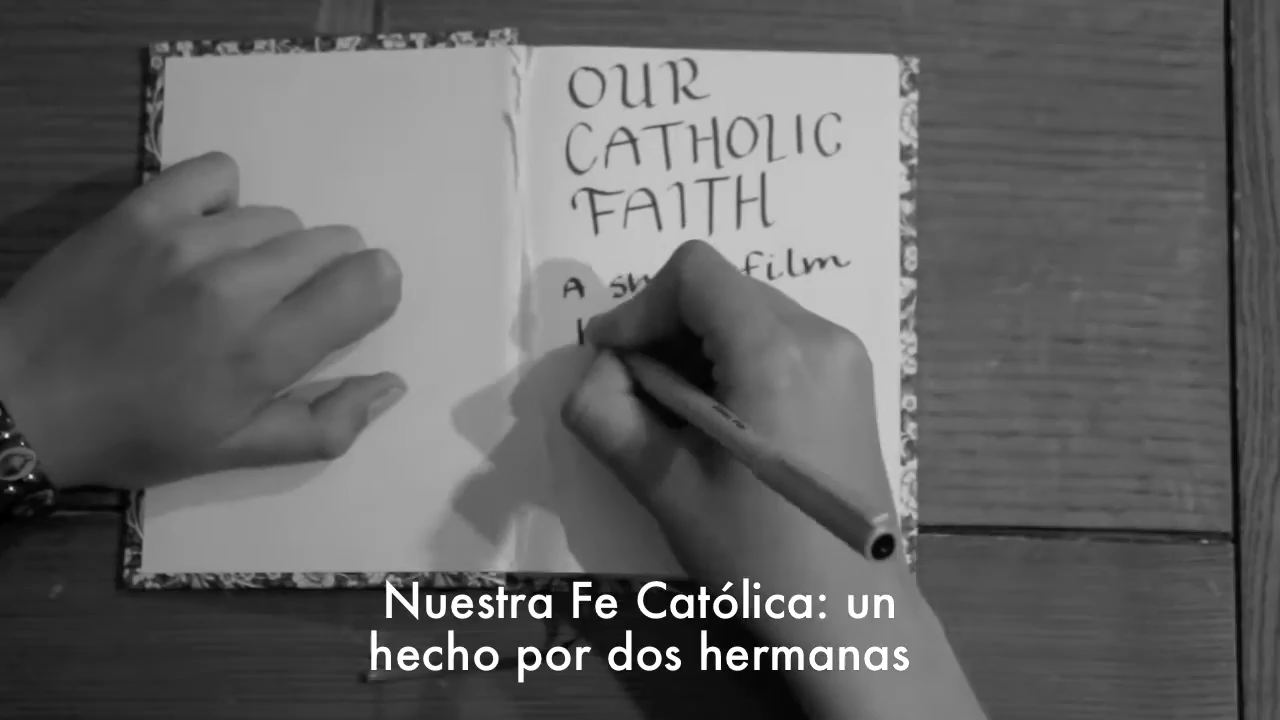 OUR
CATHOLIC
FAITH
A film
Nuestra Fe Católica: un
hecho por dos hermanas